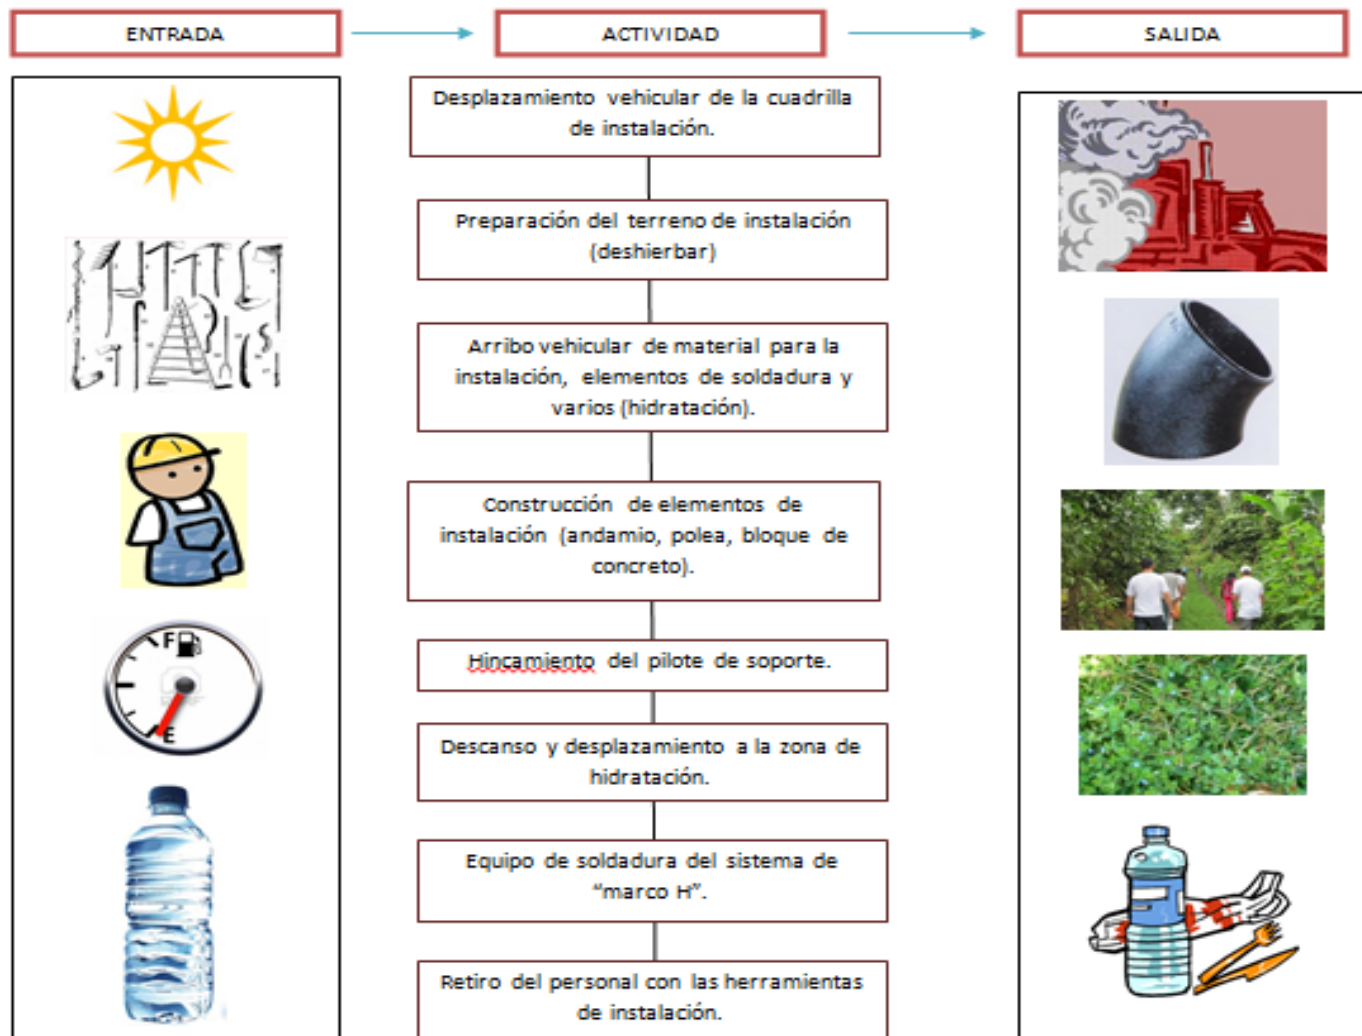 ENTRADA
ACTIVIDAD
SALIDA
Desplazamiento vehicular de la cuadrilla
de instalación.
Preparación del terreno de instalación
(deshierbar)
Arribo vehicular de material para la
instalación, elementos de soldadura y
varios (hidratación).
Construcción de elementos de
instalación (andamio, polea, bloque de
concreto).
Hincamiento del pilote de soporte.
Descanso y desplazamiento a la zona de
hidratación.
Equipo de soldadura del sistema de
“marco H”.
Retiro del personal con las herramientas
de instalación.
F
E